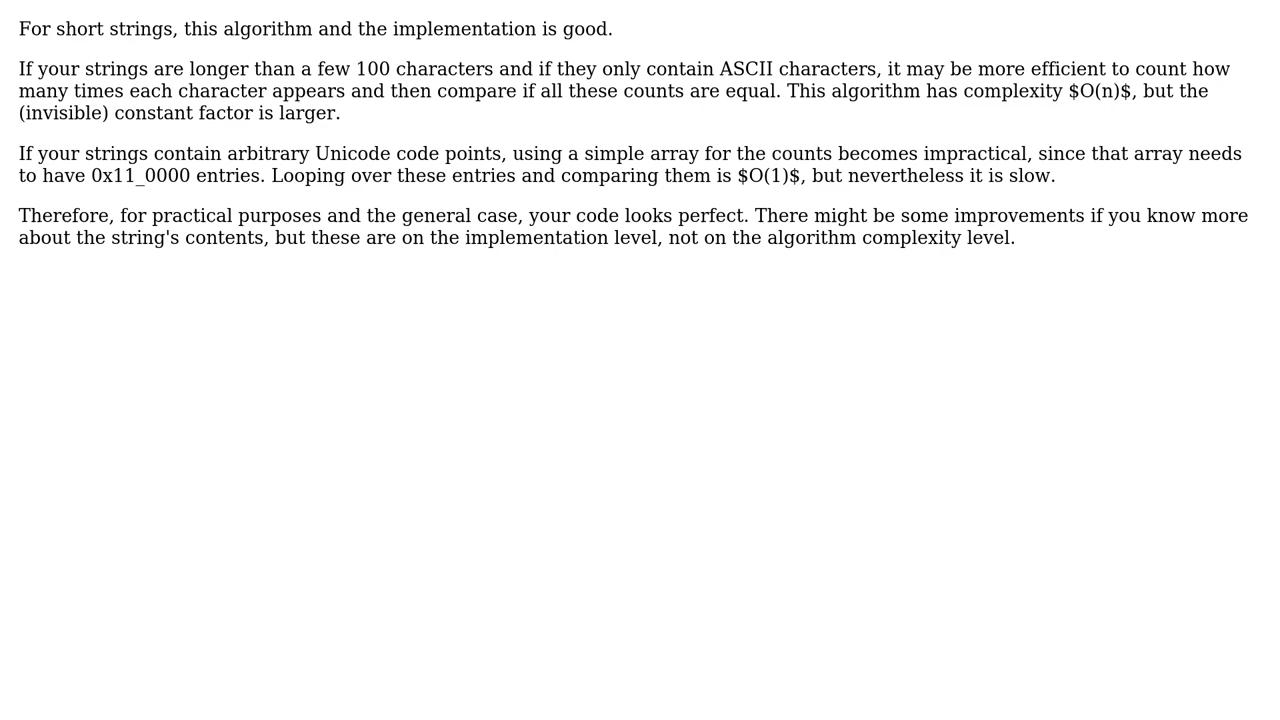 For short strings, this algorithm and the implementation is good.
If your strings are longer than a few 100 characters and if they only contain ASCII characters, it may be more efficient to count how
many times each character appears and then compare if all these counts are equal. This algorithm has complexity $O(n)$, but the
(invisible) constant factor is larger.
If your strings contain arbitrary Unicode code points, using a simple array for the counts becomes impractical, since that array needs
to have 0x11_0000 entries. Looping over these entries and comparing them is $O(1)$, but nevertheless it is slow.
Therefore, for practical purposes and the general case, your code looks perfect. There might be some improvements if you know more
about the string's contents, but these are on the implementation level, not on the algorithm complexity level.